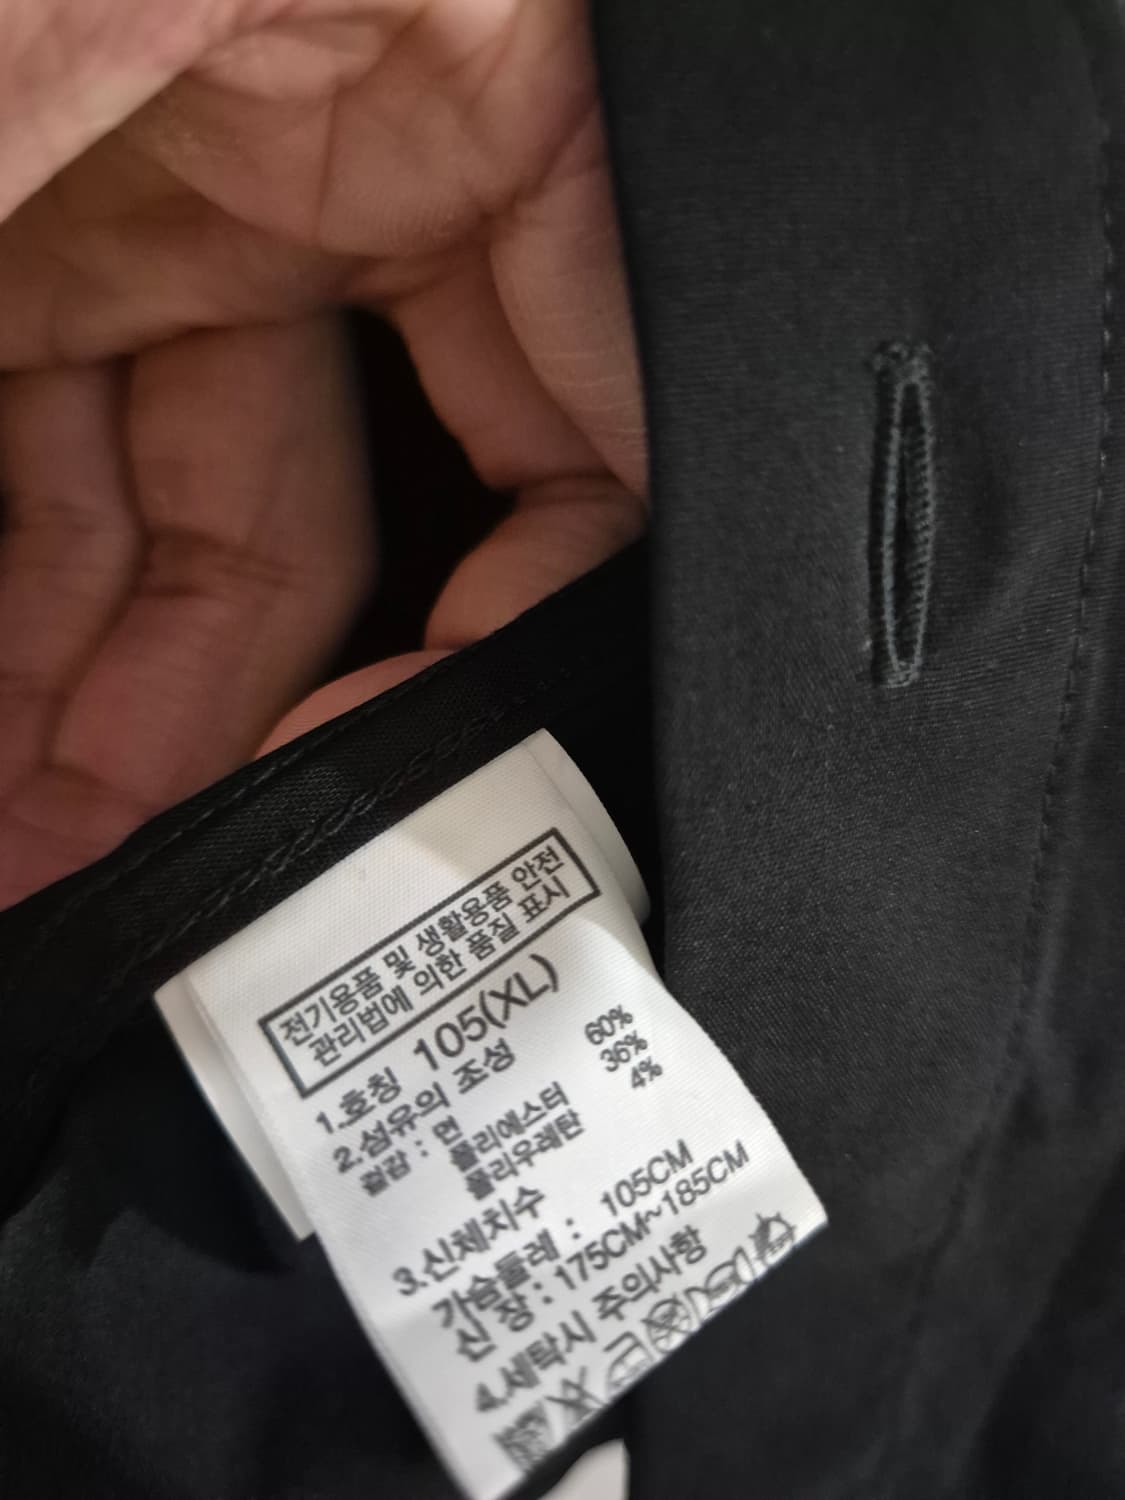 전기용품 및 생활용품 안전
관리법에 의한 품질 표시
1.호칭 105(XL)
2.섬유의 조성
겉감 : 면 60%
폴리에스터 36%
폴리우레탄 4%
3.신체치수
가슴둘레 : 105CM
신 장 : 175CM~185CM
4.세탁시 주의사항